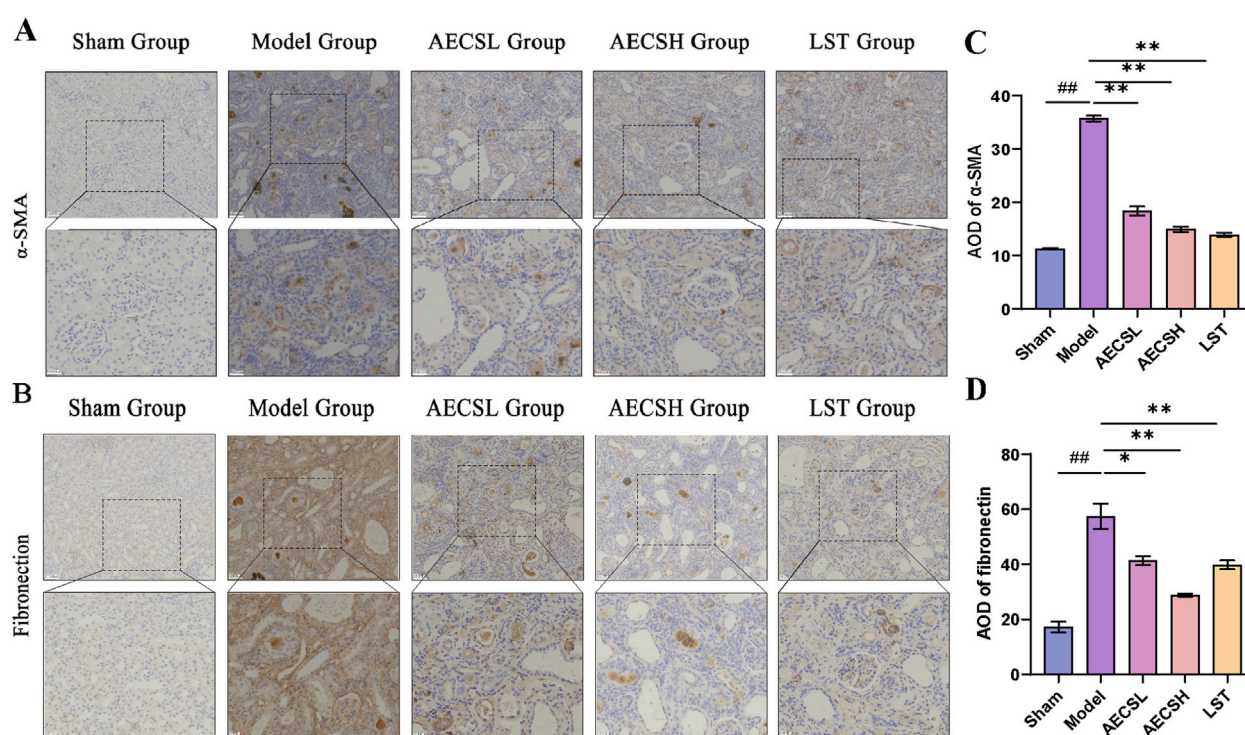 A
Sham Group
Model Group
AECSL Group
AECSH Group
LST Group
α-SMA
B
Sham Group
Model Group
AECSL Group
AECSH Group
LST Group
Fibronection
C
**
**
## **
40
30
20
10
0
AOD of α-SMA
Sham
Model
AECSL
AECSH
LST
D
**
**
## *
80
60
40
20
0
AOD of fibronectin
Sham
Model
AECSL
AECSH
LST